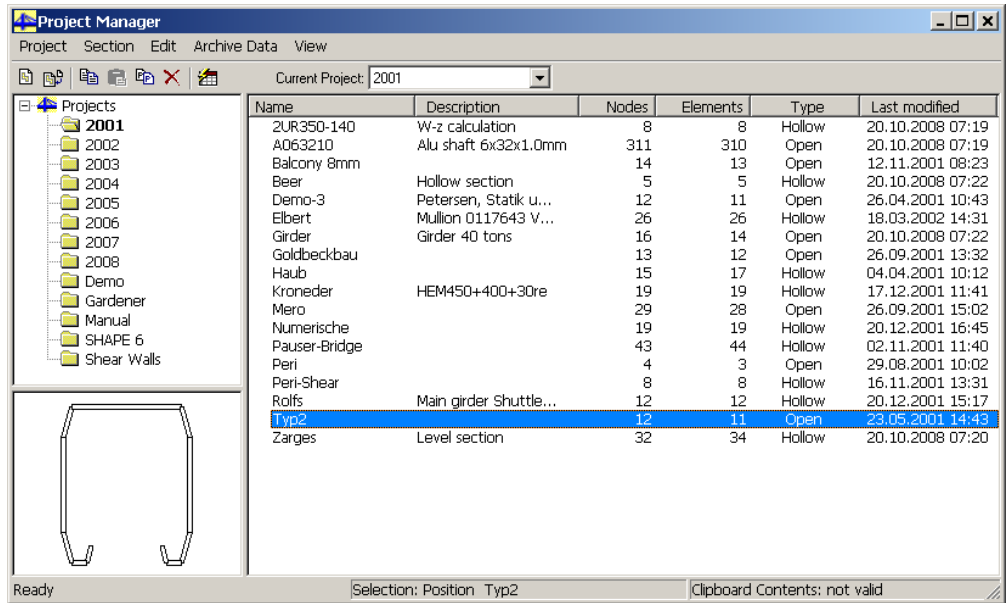 Project Manager
Project Section Edit Archive Data View
Current Project: 2001
Projects
2001
2002
2003
2004
2005
2006
2007
2008
Demo
Gardener
Manual
SHAPE 6
Shear Walls
Name Description Nodes Elements Type Last modified
2UR350-140 W-z calculation 8 8 Hollow 20.10.2008 07:19
A063210 Alu shaft 6x32x1.0mm 311 310 Open 20.10.2008 07:19
Balcony 8mm 14 13 Open 12.11.2001 08:23
Beer Hollow section 5 5 Hollow 20.10.2008 07:22
Demo-3 Petersen, Statik u... 12 11 Open 26.04.2001 10:43
Elbert Mullion 0117643 V... 26 26 Hollow 18.03.2002 14:31
Girder Girder 40 tons 16 14 Open 20.10.2008 07:22
Goldbeckbau 13 12 Open 26.09.2001 13:32
Haub 15 17 Hollow 04.04.2001 10:12
Kroneder HEM450+400+30re 19 19 Hollow 17.12.2001 11:41
Mero 29 28 Open 26.09.2001 15:02
Numerische 19 19 Hollow 20.12.2001 16:45
Pauser-Bridge 43 44 Hollow 02.11.2001 11:40
Peri 4 3 Open 29.08.2001 10:02
Peri-Shear 8 8 Hollow 16.11.2001 13:31
Rolfs Main girder Shuttle... 12 12 Hollow 20.12.2001 15:17
Typ2 12 11 Open 23.05.2001 14:43
Zarges Level section 32 34 Hollow 20.10.2008 07:20
Ready Selection: Position Typ2 Clipboard Contents: not valid